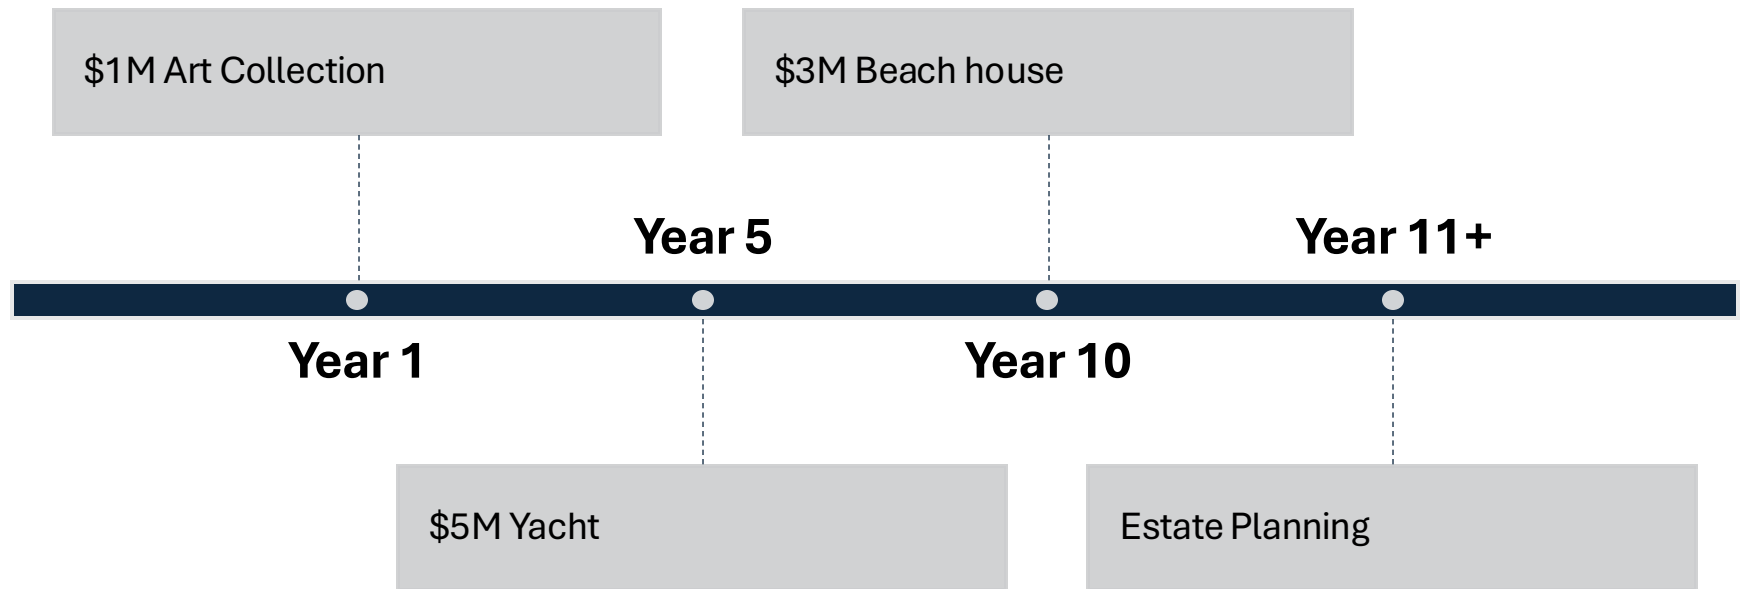 $1M Art Collection
$3M Beach house
Year 5
Year 11+
Year 1
Year 10
$5M Yacht
Estate Planning